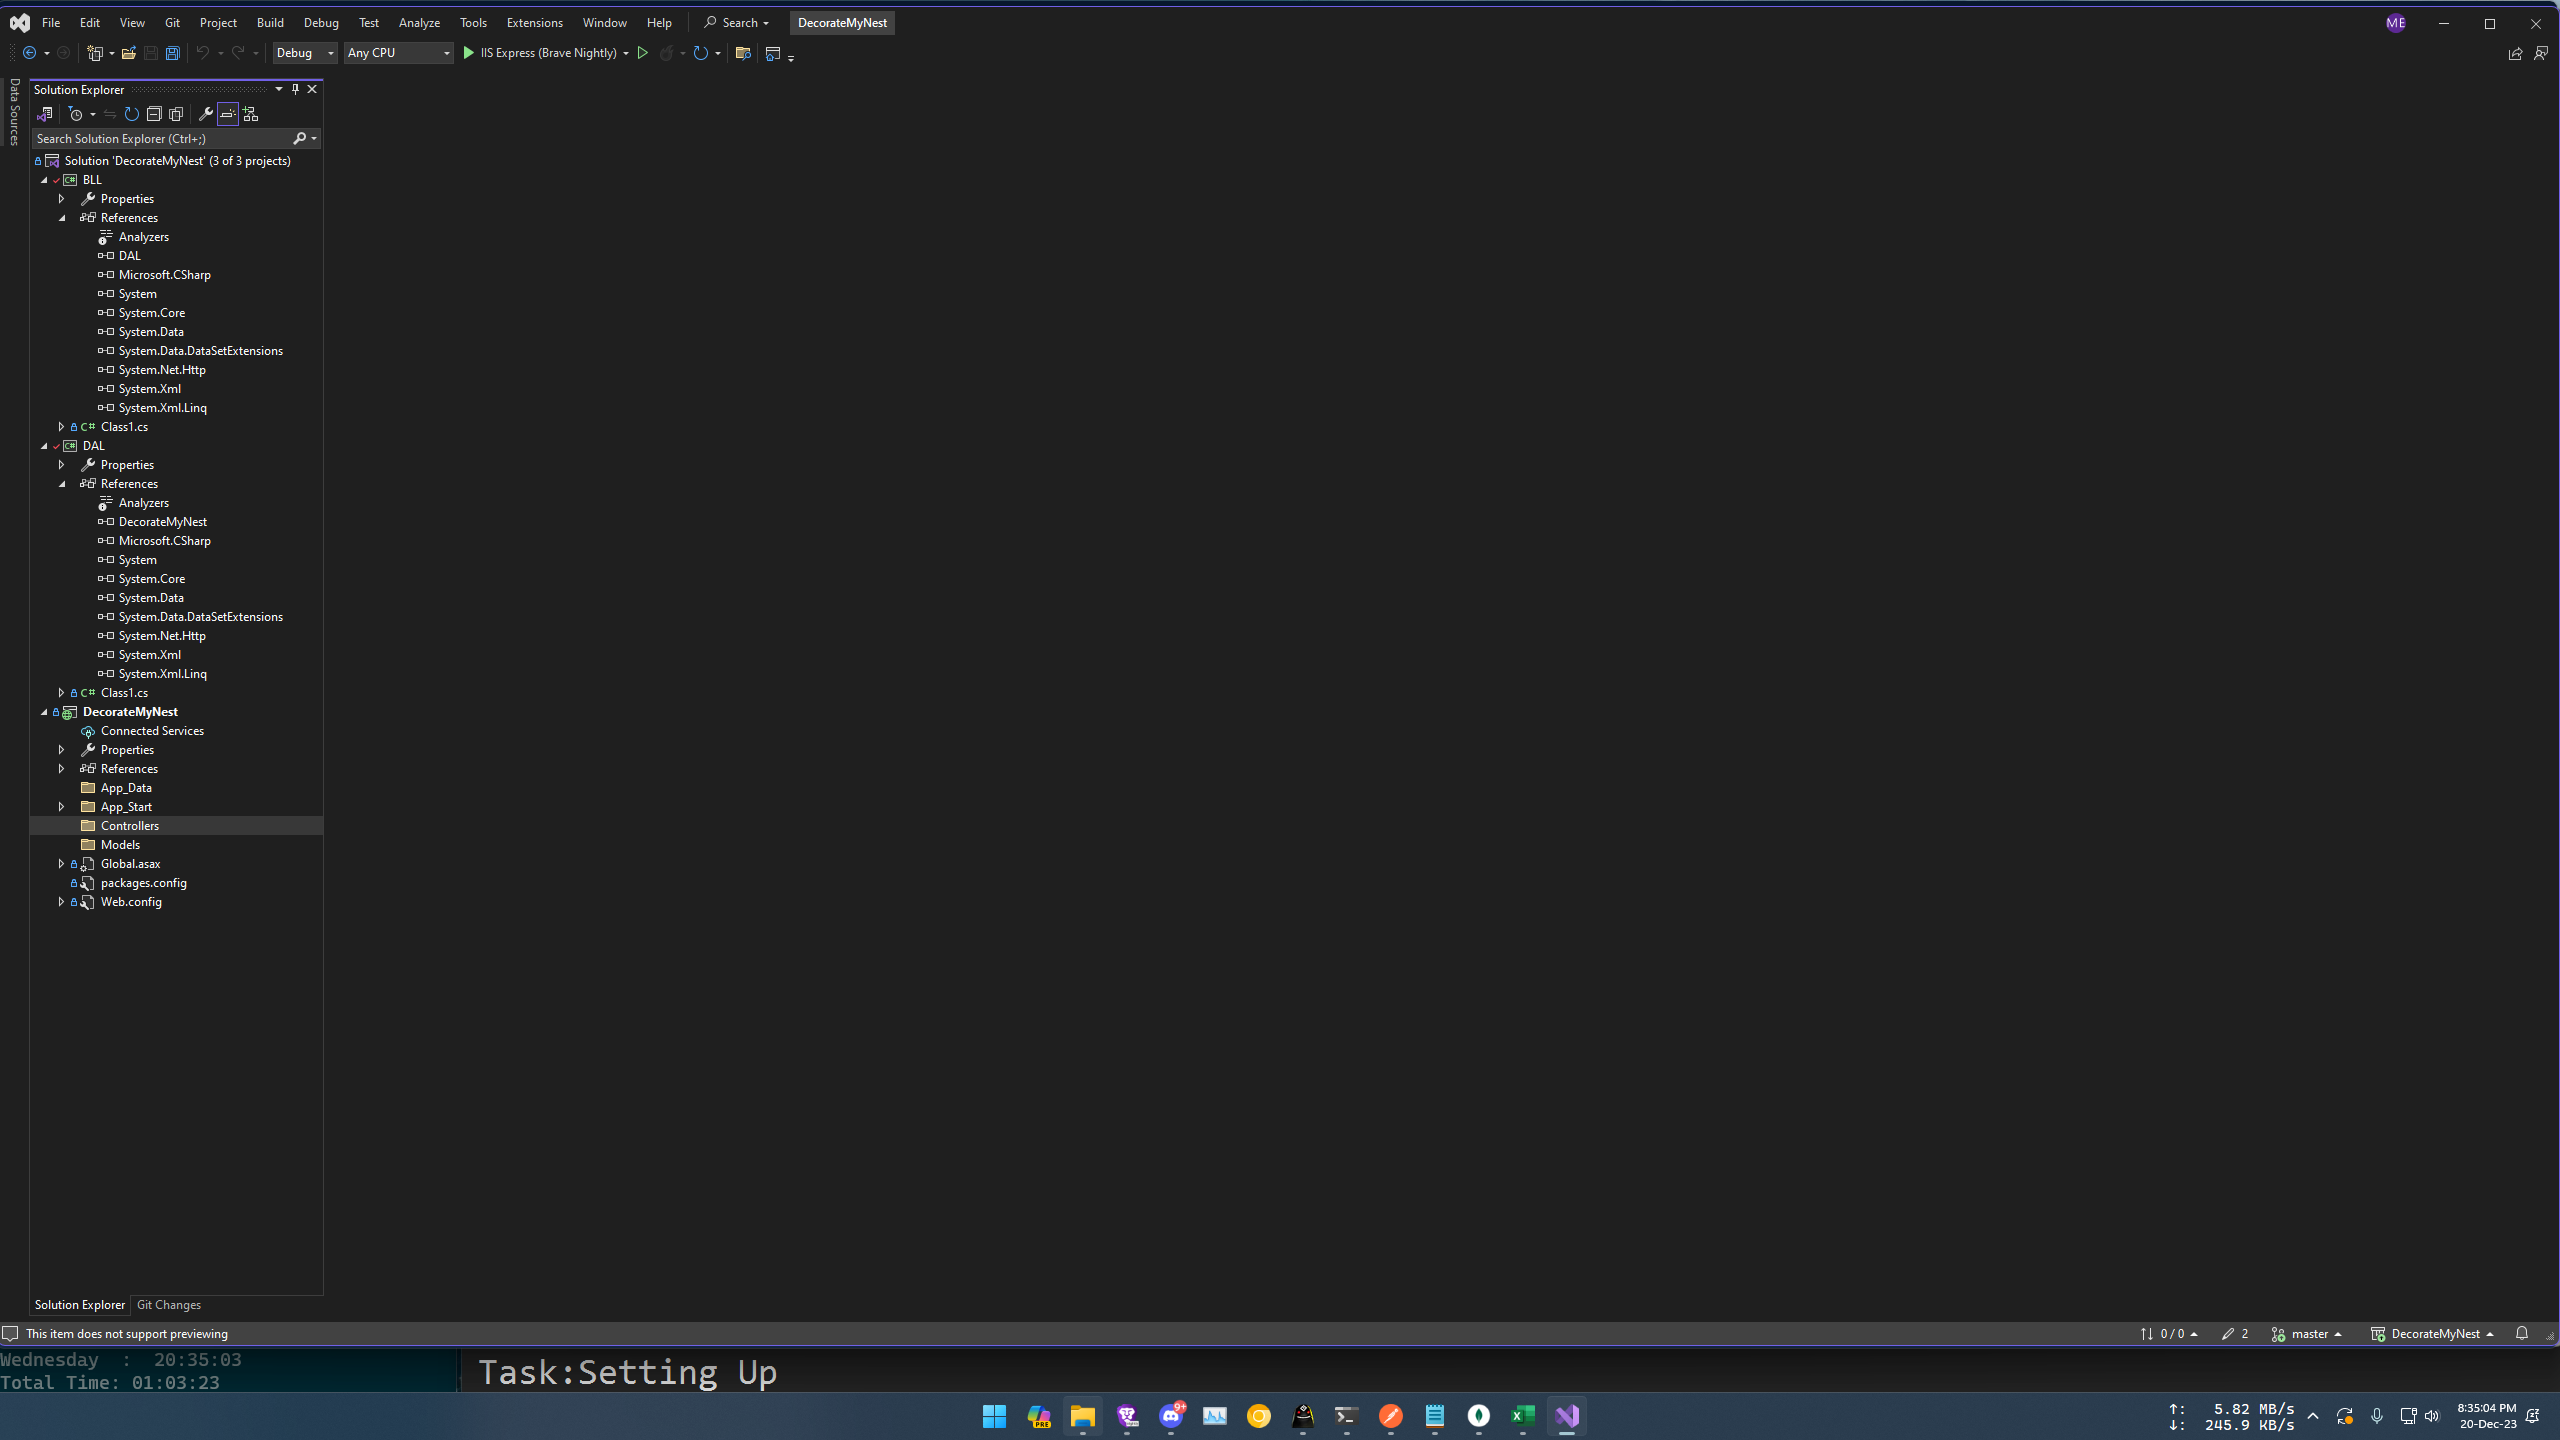 File Edit View Git Project Build Debug Test Analyze Tools Extensions Window Help Search DecorateMyNest ME
Debug Any CPU IIS Express (Brave Nightly)
Data Sources
Solution Explorer
Search Solution Explorer (Ctrl+;)
Solution 'DecorateMyNest' (3 of 3 projects)
C# BLL
Properties
References
Analyzers
DAL
Microsoft.CSharp
System
System.Core
System.Data
System.Data.DataSetExtensions
System.Net.Http
System.Xml
System.Xml.Linq
C# Class1.cs
C# DAL
Properties
References
Analyzers
DecorateMyNest
Microsoft.CSharp
System
System.Core
System.Data
System.Data.DataSetExtensions
System.Net.Http
System.Xml
System.Xml.Linq
C# Class1.cs
DecorateMyNest
Connected Services
Properties
References
App_Data
App_Start
Controllers
Models
Global.asax
packages.config
Web.config
Solution Explorer Git Changes
This item does not support previewing 0 / 0 2 master DecorateMyNest
Wednesday : 20:35:03
Total Time: 01:03:23
Task:Setting Up
PRE 9+
↑: 5.82 MB/s
↓: 245.9 KB/s
8:35:04 PM
20-Dec-23